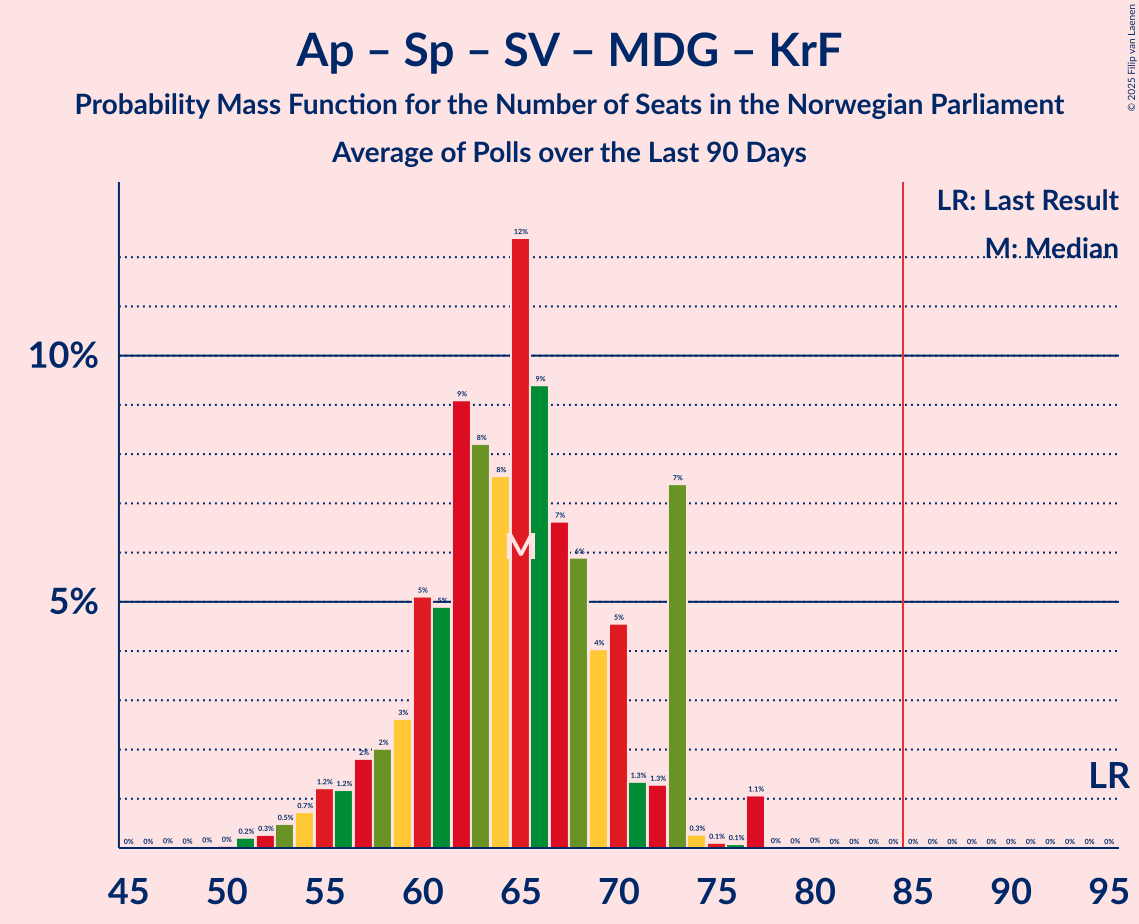 Ap – Sp – SV – MDG – KrF
Probability Mass Function for the Number of Seats in the Norwegian Parliament
Average of Polls over the Last 90 Days
© 2025 Filip van Laenen
LR: Last Result
M: Median
10%
5%
0% 0% 0% 0% 0% 0% 0.2% 0.3% 0.5% 0.7% 1.2% 1.2% 2% 2% 3% 5% 5% 9% 8% 8% 12% 9% 7% 6% 4% 5% 1.3% 1.3% 7% 0.3% 0.1% 0.1% 1.1% 0% 0% 0% 0% 0% 0% 0% 0% 0% 0% 0% 0% 0% 0% 0% 0% 0% 0%
M
LR
45 50 55 60 65 70 75 80 85 90 95